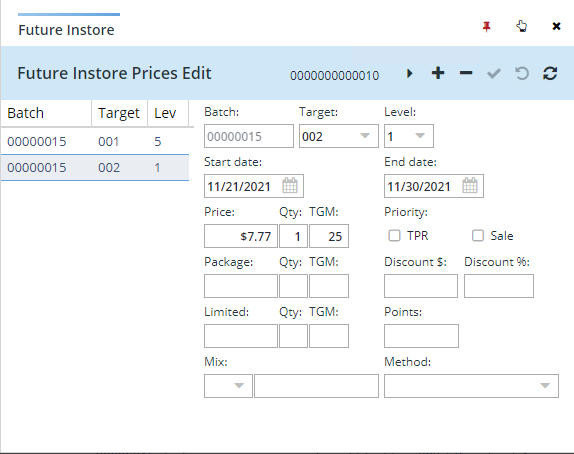 Future Instore
Future Instore Prices Edit 0000000000010
Batch Target Lev
00000015 001 5
00000015 002 1
Batch: Target: Level:
00000015 002 1
Start date: End date:
11/21/2021 11/30/2021
Price: Qty: TGM: Priority:
$7.77 1 25 TPR Sale
Package: Qty: TGM: Discount $: Discount %:
Limited: Qty: TGM: Points:
Mix: Method: